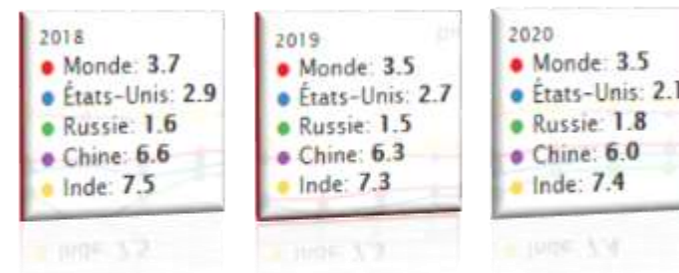 2018
Monde: 3.7
États-Unis: 2.9
Russie: 1.6
Chine: 6.6
Inde: 7.5
2019
Monde: 3.5
États-Unis: 2.7
Russie: 1.5
Chine: 6.3
Inde: 7.3
2020
Monde: 3.5
États-Unis: 2.1
Russie: 1.8
Chine: 6.0
Inde: 7.4